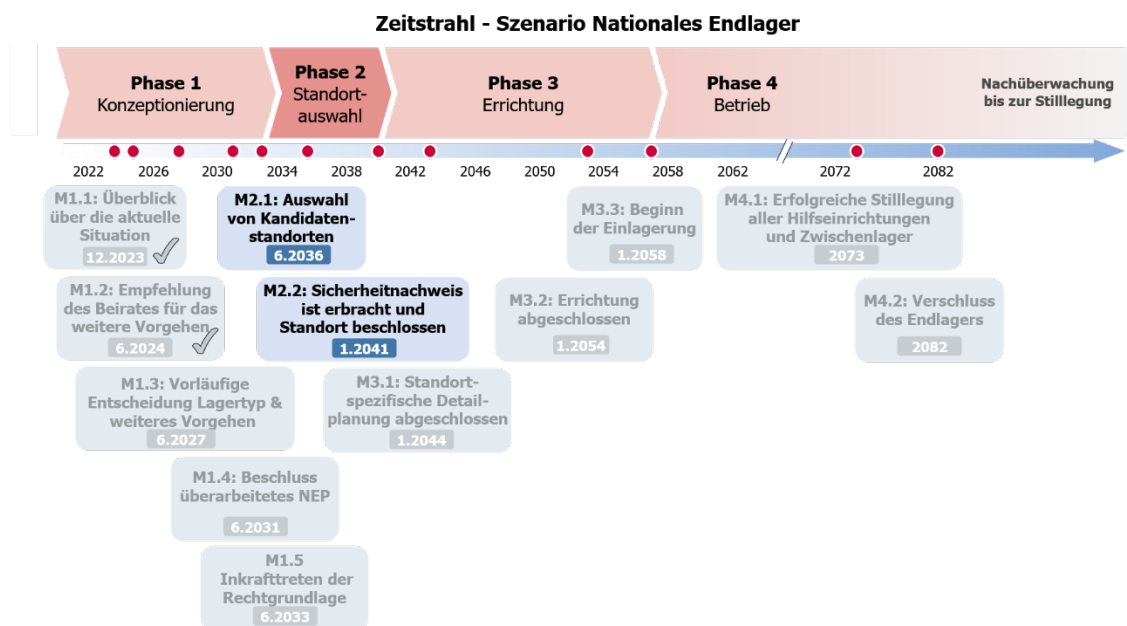 Zeitstrahl - Szenario Nationales Endlager
Phase 1
Konzeptionierung
Phase 2
Standort-
auswahl
Phase 3
Errichtung
Phase 4
Betrieb
Nachüberwachung
bis zur Stilllegung
2022 2026 2030 2034 2038 2042 2046 2050 2054 2058 2062 2072 2082
M1.1: Überblick
über die aktuelle
Situation
12.2023
M2.1: Auswahl
von Kandidaten-
standorten
6.2036
M3.3: Beginn
der Einlagerung
1.2058
M4.1: Erfolgreiche Stilllegung
aller Hilfseinrichtungen
und Zwischenlager
2073
M1.2: Empfehlung
des Beirates für das
weitere Vorgehen
6.2024
M2.2: Sicherheitnachweis
ist erbracht und
Standort beschlossen
1.2041
M3.2: Errichtung
abgeschlossen
1.2054
M4.2: Verschluss
des Endlagers
2082
M1.3: Vorläufige
Entscheidung Lagertyp &
weiteres Vorgehen
6.2027
M3.1: Standort-
spezifische Detail-
planung abgeschlossen
1.2044
M1.4: Beschluss
überarbeitetes NEP
6.2031
M1.5
Inkrafttreten der
Rechtgrundlage
6.2033